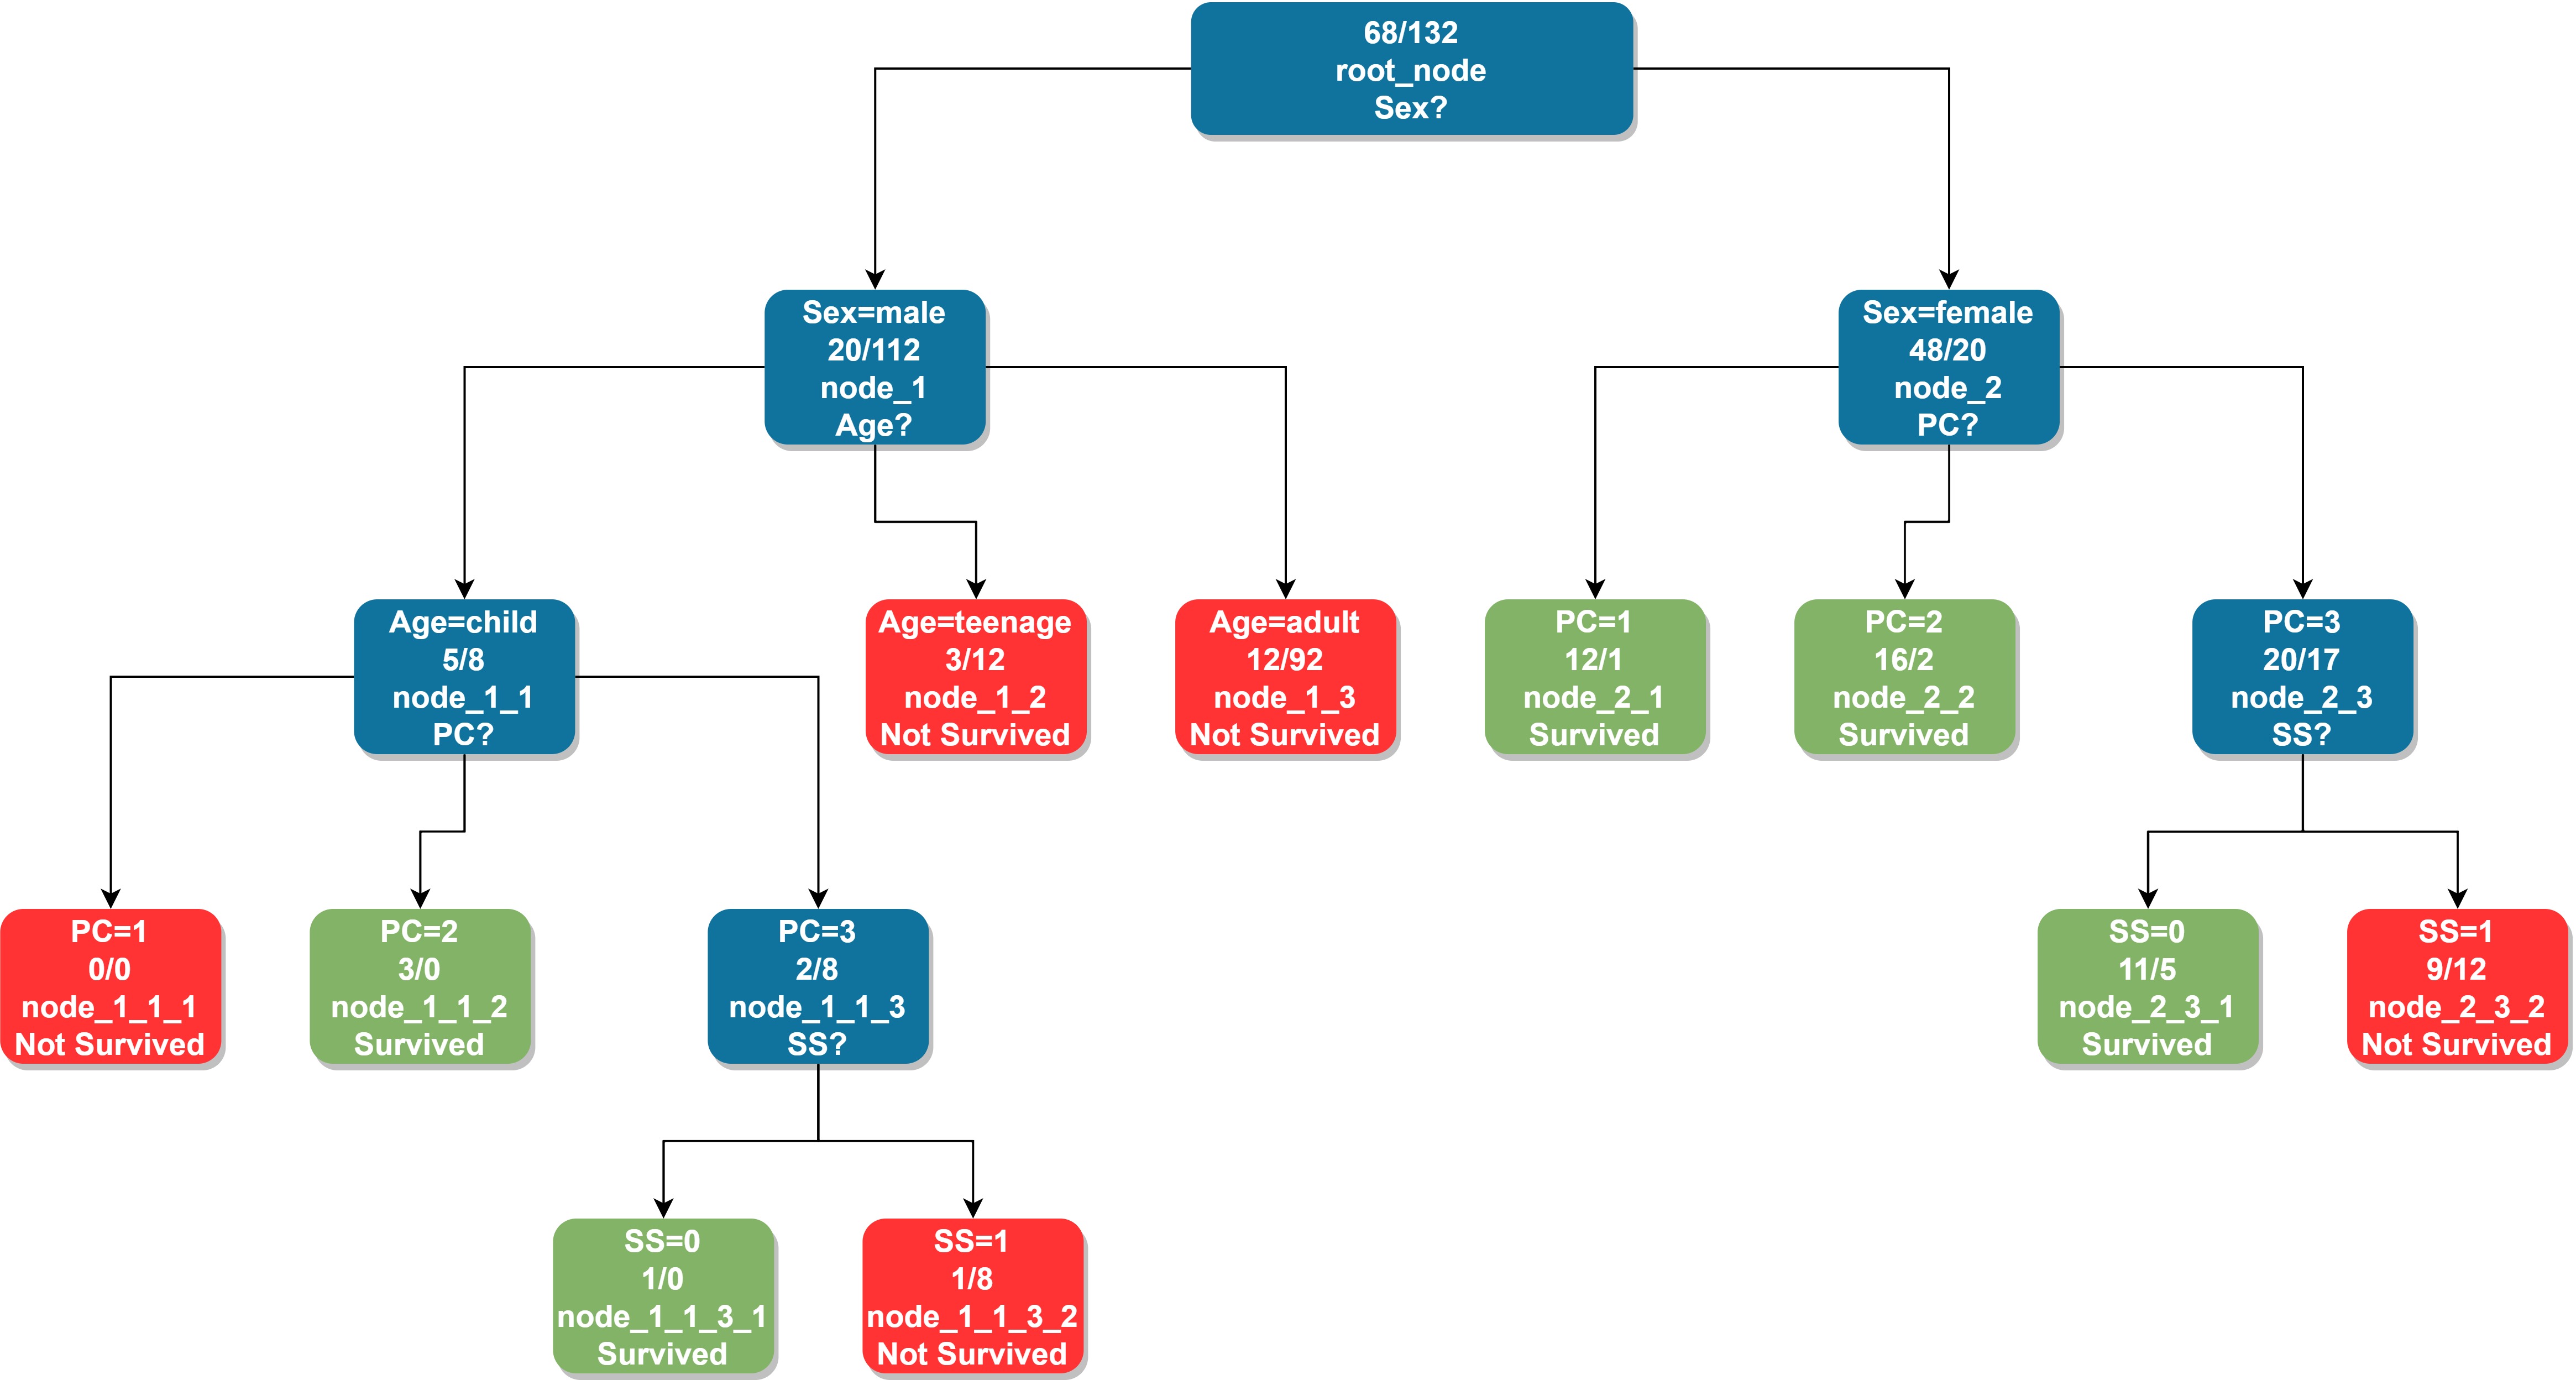 68/132
root_node
Sex?
Sex=male
20/112
node_1
Age?
Sex=female
48/20
node_2
PC?
Age=child
5/8
node_1_1
PC?
Age=teenage
3/12
node_1_2
Not Survived
Age=adult
12/92
node_1_3
Not Survived
PC=1
12/1
node_2_1
Survived
PC=2
16/2
node_2_2
Survived
PC=3
20/17
node_2_3
SS?
PC=1
0/0
node_1_1_1
Not Survived
PC=2
3/0
node_1_1_2
Survived
PC=3
2/8
node_1_1_3
SS?
SS=0
11/5
node_2_3_1
Survived
SS=1
9/12
node_2_3_2
Not Survived
SS=0
1/0
node_1_1_3_1
Survived
SS=1
1/8
node_1_1_3_2
Not Survived